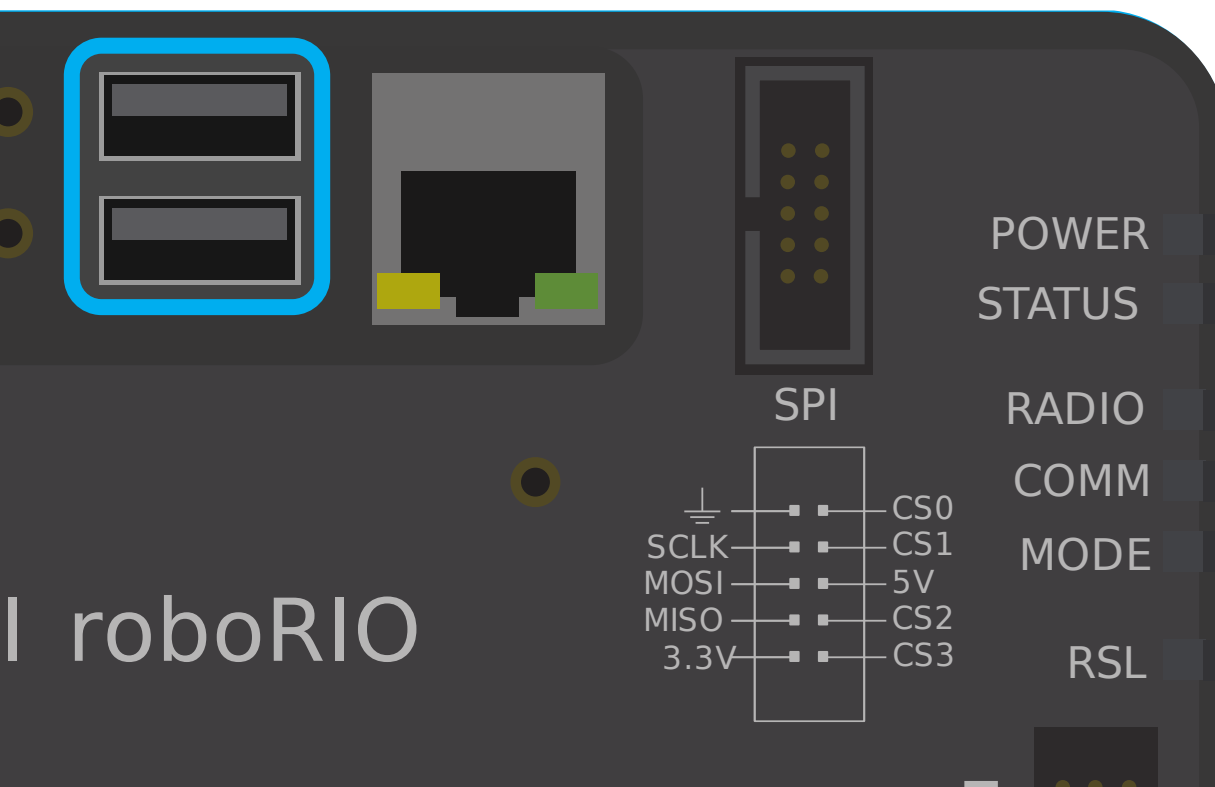 POWER
STATUS
SPI
RADIO
COMM
CS0
SCLK CS1
MODE
MOSI 5V
MISO CS2
3.3V CS3
I roboRIO
RSL